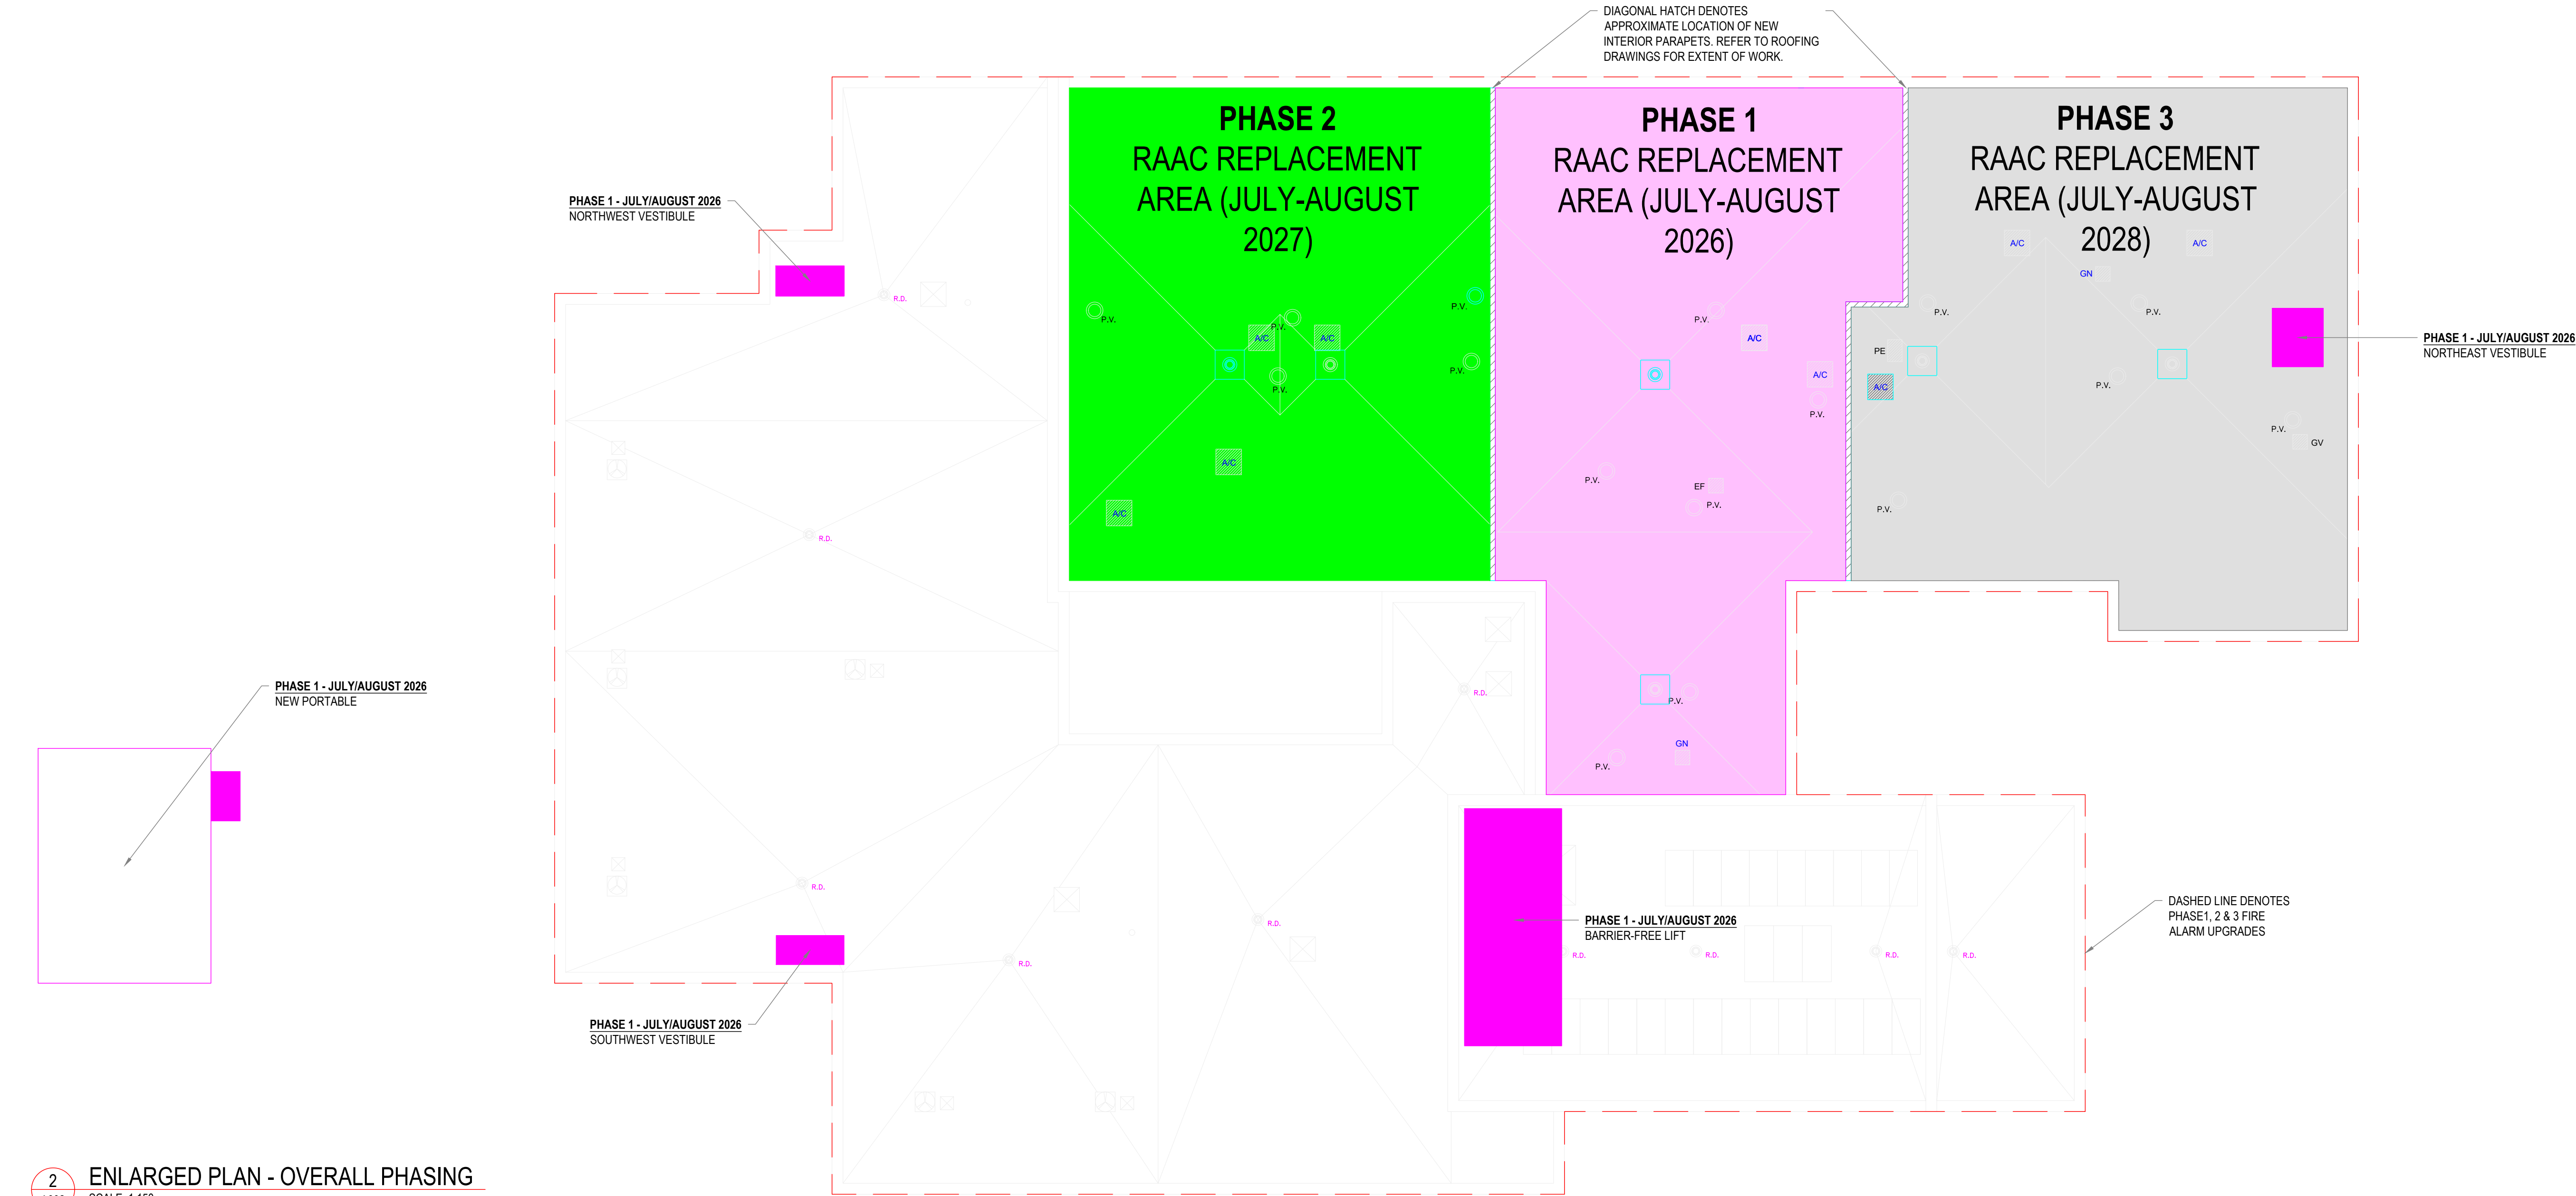 DIAGONAL HATCH DENOTES
APPROXIMATE LOCATION OF NEW
INTERIOR PARAPETS. REFER TO ROOFING
DRAWINGS FOR EXTENT OF WORK.
PHASE 2
RAAC REPLACEMENT
AREA (JULY-AUGUST
2027)
PHASE 1
RAAC REPLACEMENT
AREA (JULY-AUGUST
2026)
PHASE 3
RAAC REPLACEMENT
AREA (JULY-AUGUST
2028)
PHASE 1 - JULY/AUGUST 2026
NORTHWEST VESTIBULE
R.D.
P.V.
P.V.
P.V.
A/C
A/C
P.V.
P.V.
A/C
A/C
P.V.
A/C
A/C
P.V.
P.V.
EF
P.V.
P.V.
GN
P.V.
A/C
A/C
GN
P.V.
P.V.
PE
A/C
P.V.
P.V.
GV
P.V.
PHASE 1 - JULY/AUGUST 2026
NORTHEAST VESTIBULE
R.D.
R.D.
PHASE 1 - JULY/AUGUST 2026
NEW PORTABLE
R.D.
R.D.
R.D.
PHASE 1 - JULY/AUGUST 2026
BARRIER-FREE LIFT
R.D.
R.D.
R.D.
R.D.
DASHED LINE DENOTES
PHASE1, 2 & 3 FIRE
ALARM UPGRADES
PHASE 1 - JULY/AUGUST 2026
SOUTHWEST VESTIBULE
2
ENLARGED PLAN - OVERALL PHASING